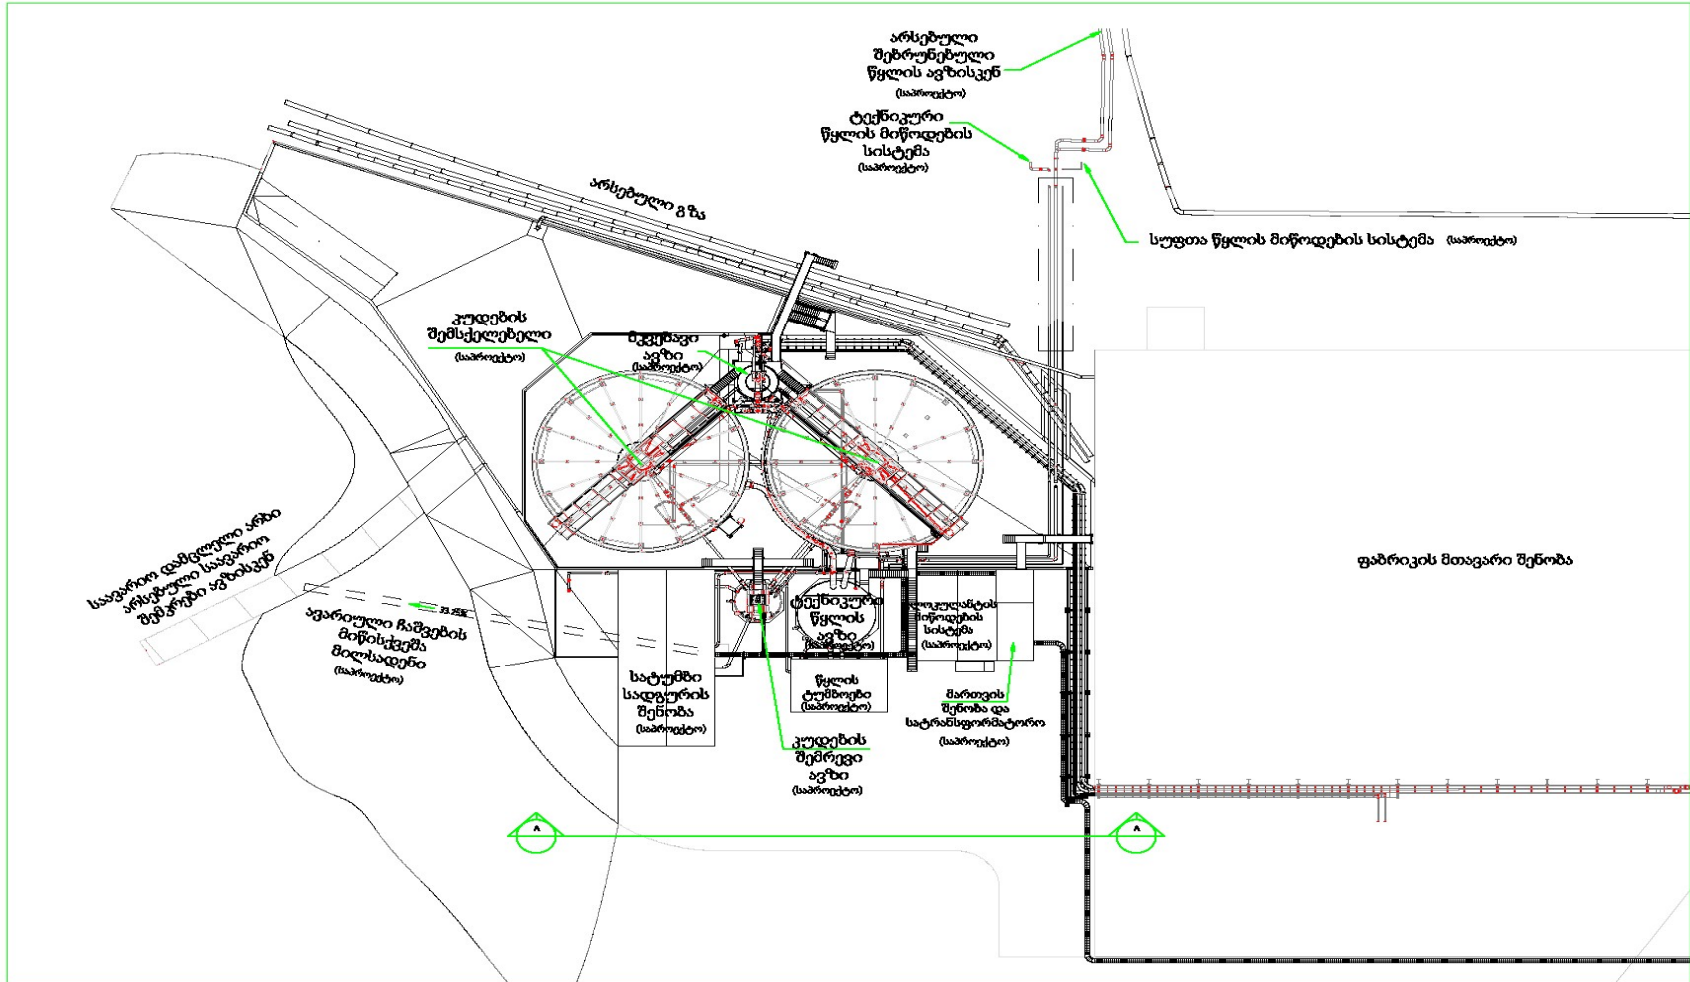 არსებული
შებრუნებული
წყლის ავზისკენ
(საპროექტო)
ტექნიკური
წყლის მიწოდების
სისტემა
(საპროექტო)
არსებული გზა
სუფთა წყლის მიწოდების სისტემა (საპროექტო)
კუდების
შემსქელებელი
(საპროექტო)
მკვებავი
ავზი
(საპროექტო)
საავარიო დამცლელი არხი
არსებული საავარიო
შემკრები ავზისკენ
ავარიული ჩაშვების
მიწისქვეშა
მილსადენი
(საპროექტო)
ტექნიკური
წყლის
ავზი
(საპროექტო)
მიწოდების
სისტემა
(საპროექტო)
ფაბრიკის მთავარი შენობა
სატუმბი
სადგურის
შენობა
(საპროექტო)
წყლის
ტუმბოები
(საპროექტო)
მართვის
შენობა და
სატრანსფორმატორო
(საპროექტო)
კუდების
შემრევი
ავზი
(საპროექტო)
A
A